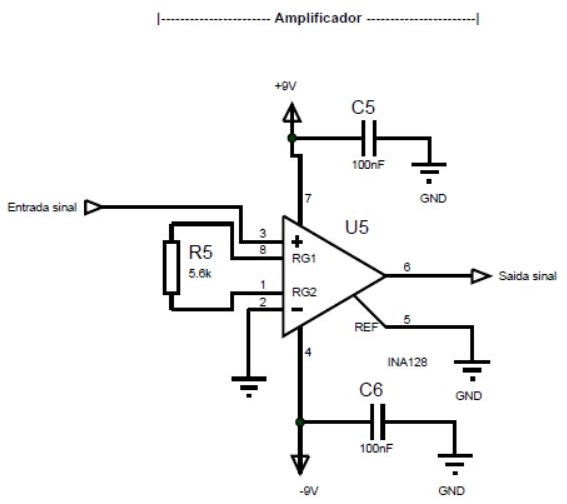 |----------------------- Amplificador -----------------------|
+9V
C5
100nF
GND
7
Entrada sinal
U5
3
+
8
RG1
R5
5.6k
6
Saida sinal
1
RG2
2
–
REF
5
4
INA128
GND
C6
100nF
-9V
GND